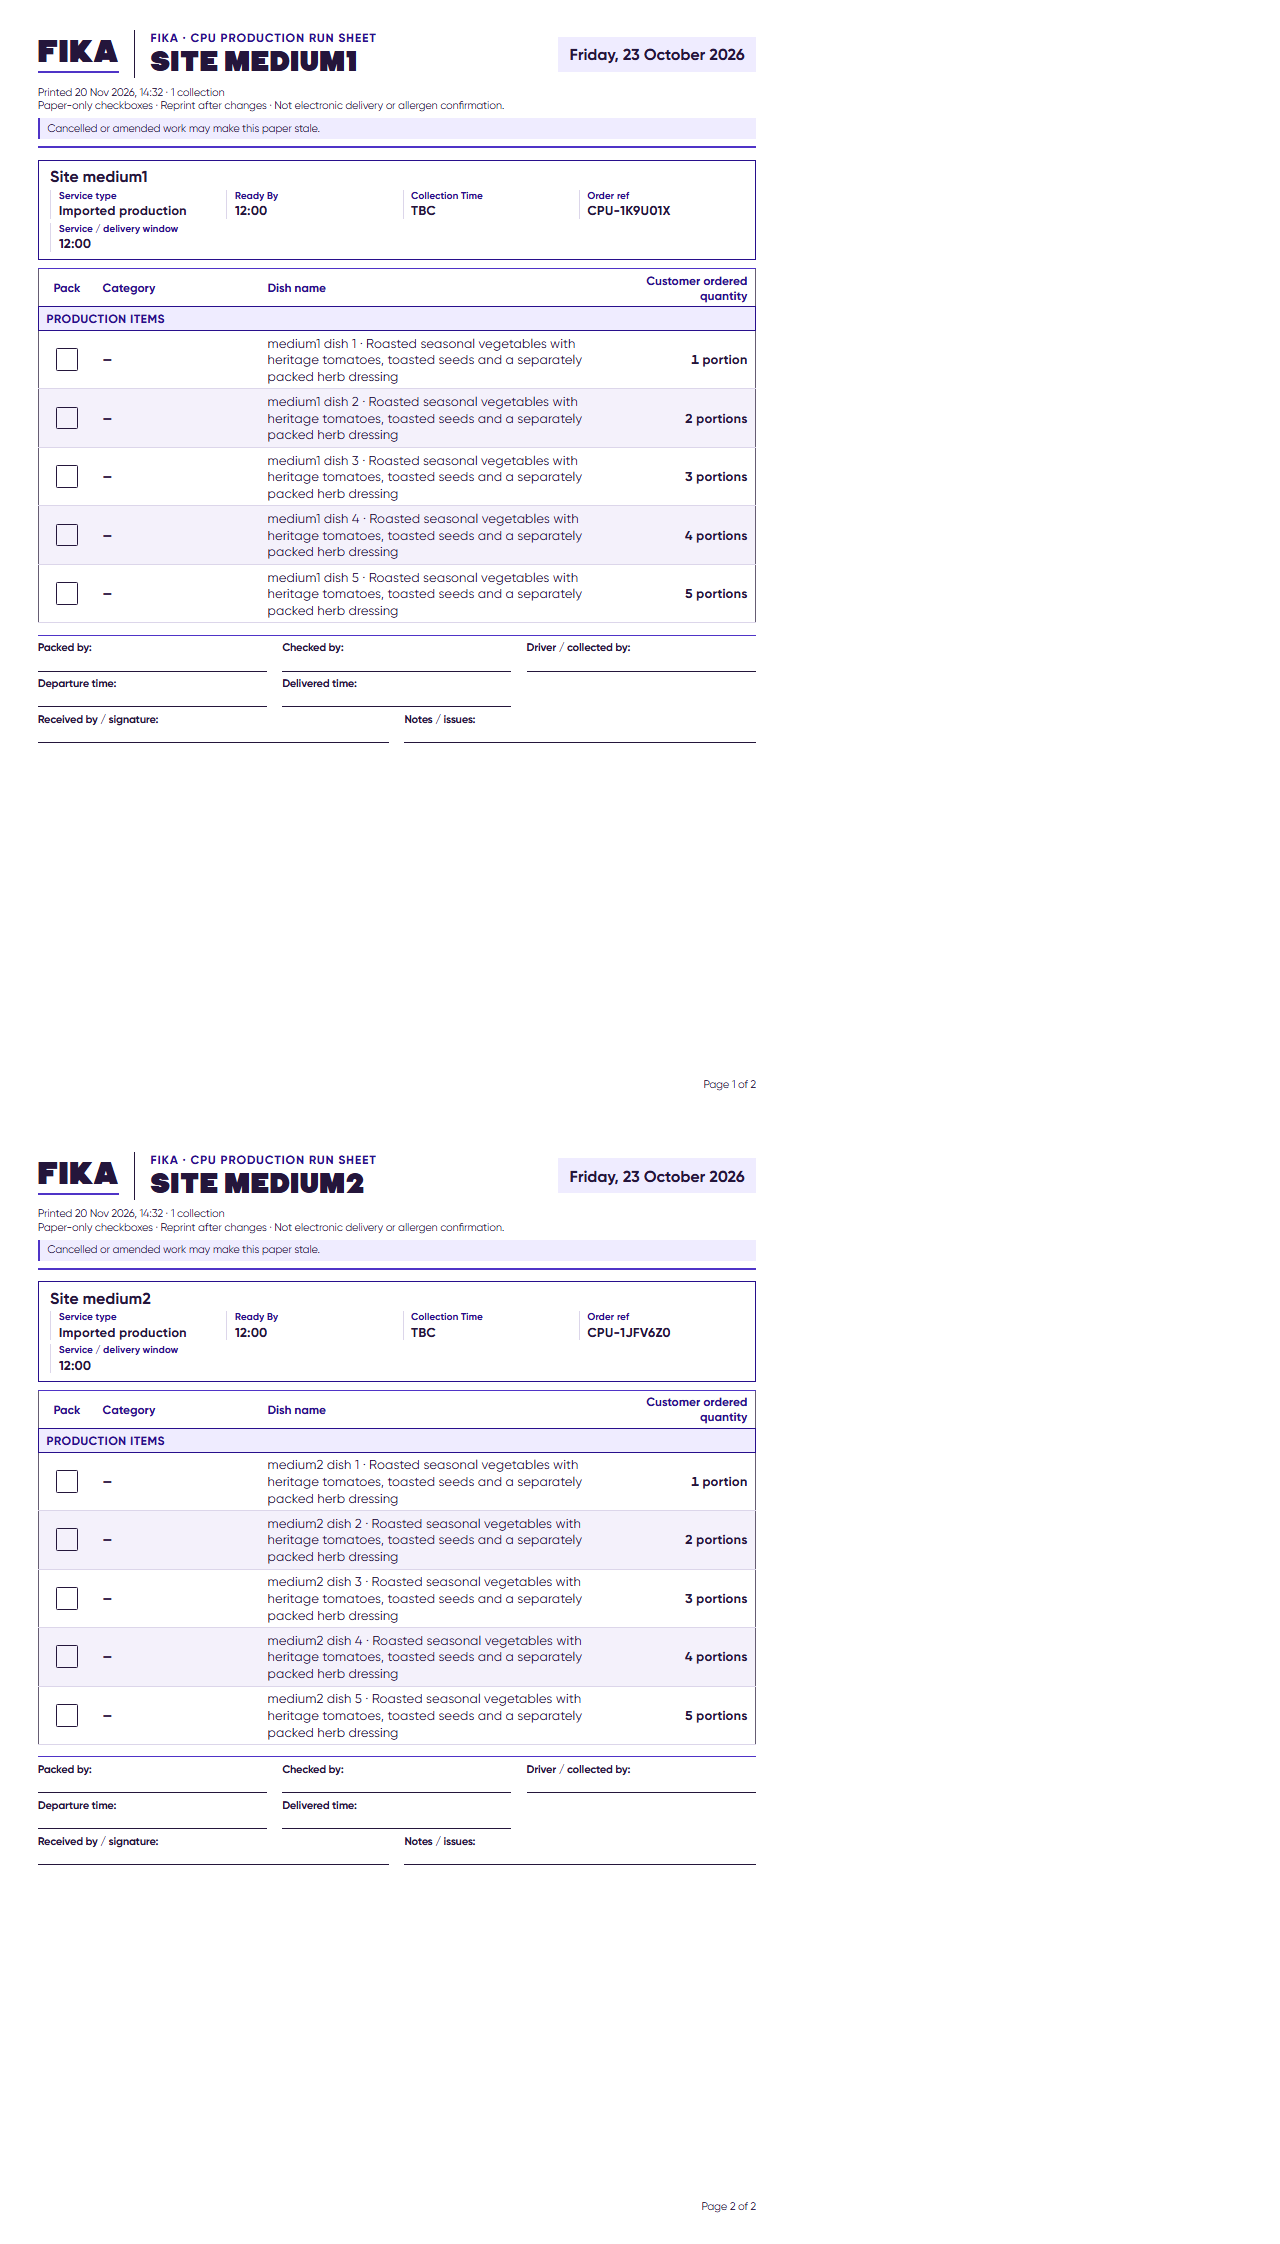 FIKA
FIKA · CPU PRODUCTION RUN SHEET
SITE MEDIUM1
Friday, 23 October 2026
Printed 20 Nov 2026, 14:32 · 1 collection
Paper-only checkboxes · Reprint after changes · Not electronic delivery or allergen confirmation.
Cancelled or amended work may make this paper stale.
Site medium1
Service type Ready By Collection Time Order ref
Imported production 12:00 TBC CPU-1K9U01X
Service / delivery window
12:00
Pack Category Dish name Customer ordered quantity
PRODUCTION ITEMS
medium1 dish 1 · Roasted seasonal vegetables with
heritage tomatoes, toasted seeds and a separately
packed herb dressing
– 1 portion
medium1 dish 2 · Roasted seasonal vegetables with
heritage tomatoes, toasted seeds and a separately
packed herb dressing
– 2 portions
medium1 dish 3 · Roasted seasonal vegetables with
heritage tomatoes, toasted seeds and a separately
packed herb dressing
– 3 portions
medium1 dish 4 · Roasted seasonal vegetables with
heritage tomatoes, toasted seeds and a separately
packed herb dressing
– 4 portions
medium1 dish 5 · Roasted seasonal vegetables with
heritage tomatoes, toasted seeds and a separately
packed herb dressing
– 5 portions
Packed by: Checked by: Driver / collected by:
Departure time: Delivered time:
Received by / signature: Notes / issues:
Page 1 of 2
FIKA
FIKA · CPU PRODUCTION RUN SHEET
SITE MEDIUM2
Friday, 23 October 2026
Printed 20 Nov 2026, 14:32 · 1 collection
Paper-only checkboxes · Reprint after changes · Not electronic delivery or allergen confirmation.
Cancelled or amended work may make this paper stale.
Site medium2
Service type Ready By Collection Time Order ref
Imported production 12:00 TBC CPU-1JFV6Z0
Service / delivery window
12:00
Pack Category Dish name Customer ordered quantity
PRODUCTION ITEMS
medium2 dish 1 · Roasted seasonal vegetables with
heritage tomatoes, toasted seeds and a separately
packed herb dressing
– 1 portion
medium2 dish 2 · Roasted seasonal vegetables with
heritage tomatoes, toasted seeds and a separately
packed herb dressing
– 2 portions
medium2 dish 3 · Roasted seasonal vegetables with
heritage tomatoes, toasted seeds and a separately
packed herb dressing
– 3 portions
medium2 dish 4 · Roasted seasonal vegetables with
heritage tomatoes, toasted seeds and a separately
packed herb dressing
– 4 portions
medium2 dish 5 · Roasted seasonal vegetables with
heritage tomatoes, toasted seeds and a separately
packed herb dressing
– 5 portions
Packed by: Checked by: Driver / collected by:
Departure time: Delivered time:
Received by / signature: Notes / issues:
Page 2 of 2